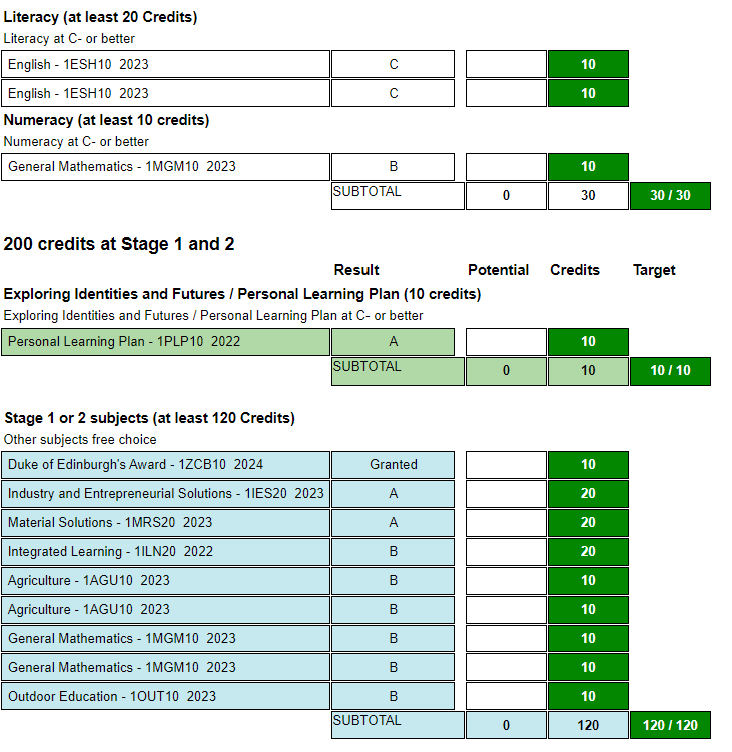 Literacy (at least 20 Credits)
Literacy at C- or better
English - 1ESH10 2023 C 10
English - 1ESH10 2023 C 10
Numeracy (at least 10 credits)
Numeracy at C- or better
General Mathematics - 1MGM10 2023 B 10
SUBTOTAL 0 30 30 / 30
200 credits at Stage 1 and 2
Result Potential Credits Target
Exploring Identities and Futures / Personal Learning Plan (10 credits)
Exploring Identities and Futures / Personal Learning Plan at C- or better
Personal Learning Plan - 1PLP10 2022 A 10
SUBTOTAL 0 10 10 / 10
Stage 1 or 2 subjects (at least 120 Credits)
Other subjects free choice
Duke of Edinburgh's Award - 1ZCB10 2024 Granted 10
Industry and Entrepreneurial Solutions - 1IES20 2023 A 20
Material Solutions - 1MRS20 2023 A 20
Integrated Learning - 1ILN20 2022 B 20
Agriculture - 1AGU10 2023 B 10
Agriculture - 1AGU10 2023 B 10
General Mathematics - 1MGM10 2023 B 10
General Mathematics - 1MGM10 2023 B 10
Outdoor Education - 1OUT10 2023 B 10
SUBTOTAL 0 120 120 / 120